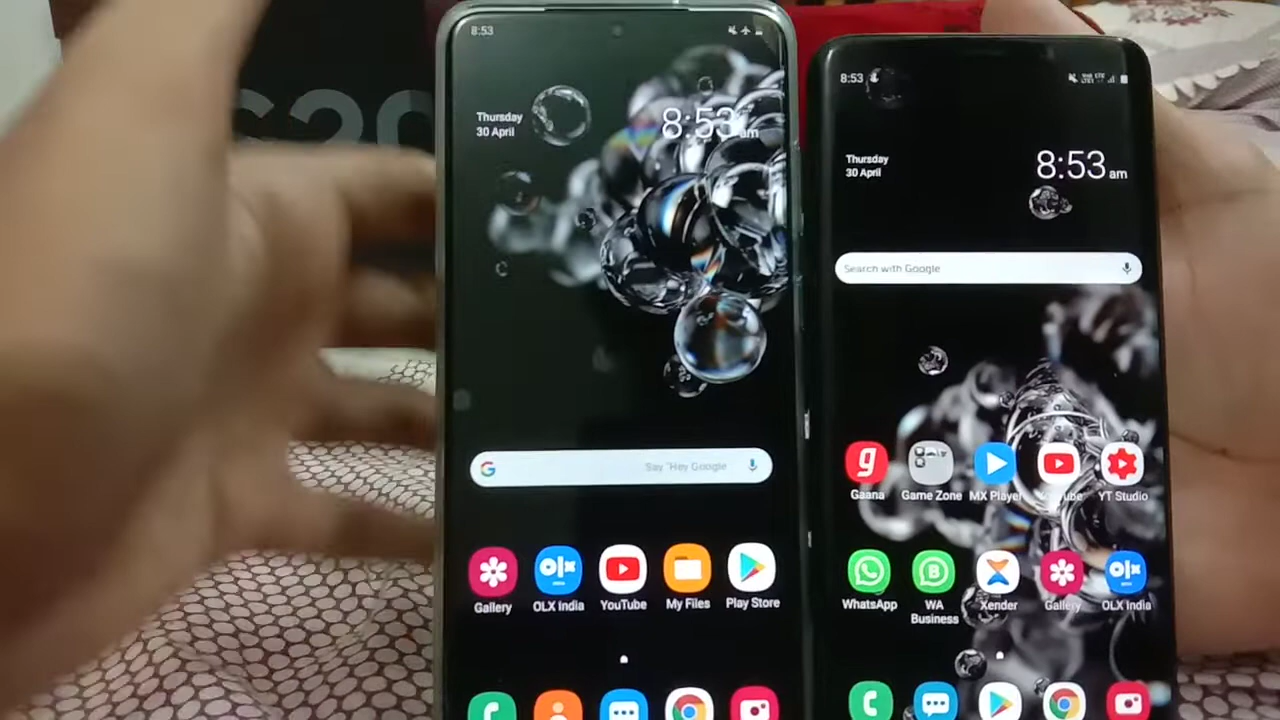 S20
8:53
Thursday
30 April
8:53 am
Say "Hey Google
Gallery
OLX India
YouTube
My Files
Play Store
8:53
Thursday
30 April
8:53 am
Search with Google
Gaana
Game Zone
MX Player
YouTube
YT Studio
WhatsApp
WA
Business
Xender
Gallery
OLX India